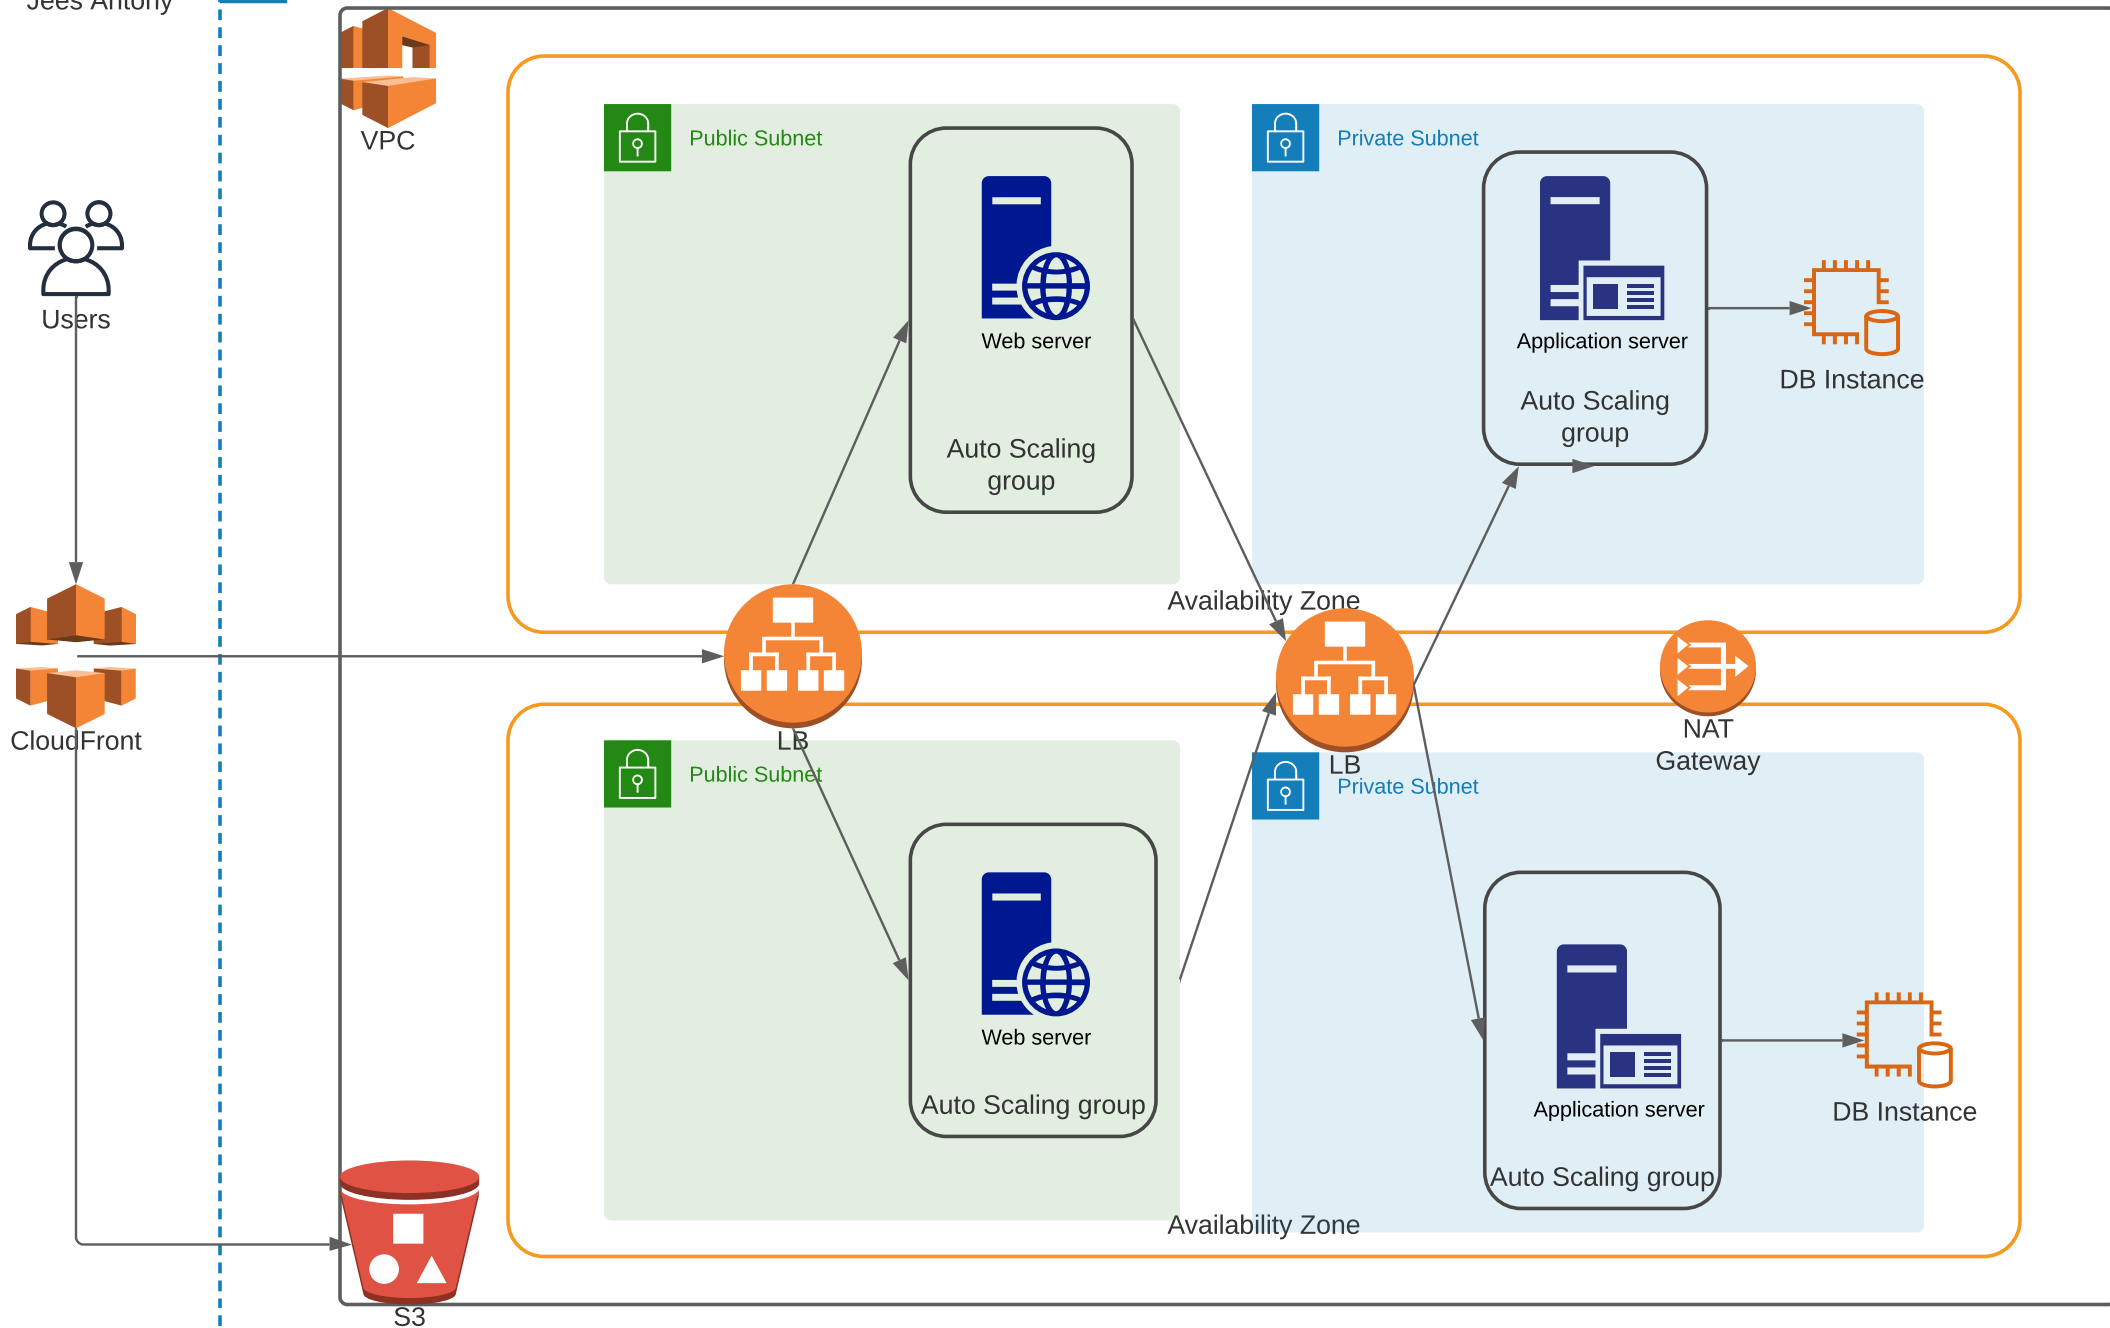 Jees Antony
VPC
Public Subnet
Private Subnet
Users
Web server
Application server
DB Instance
Auto Scaling
group
Auto Scaling
group
Availability Zone
CloudFront
LB
LB
NAT
Gateway
Public Subnet
Private Subnet
Web server
Auto Scaling group
Application server
DB Instance
Auto Scaling group
Availability Zone
S3